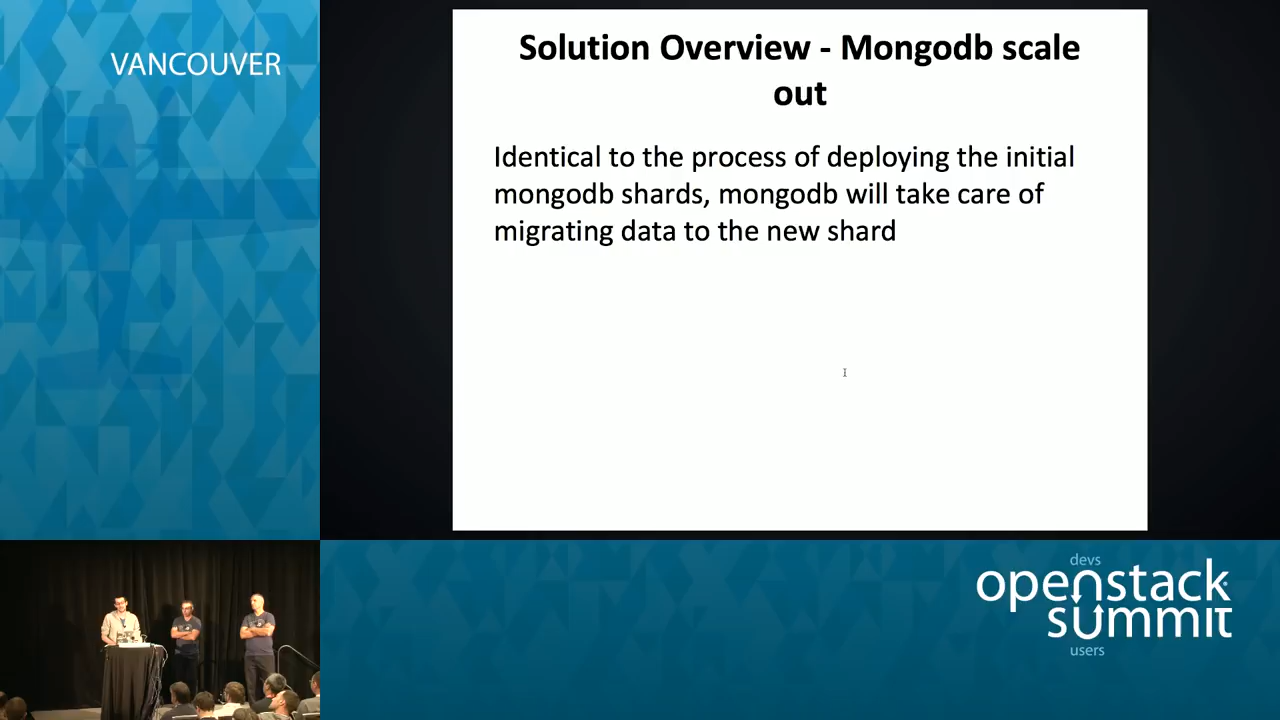 VANCOUVER
Solution Overview - Mongodb scale
out
Identical to the process of deploying the initial
mongodb shards, mongodb will take care of
migrating data to the new shard
devs
openstack
summit
users